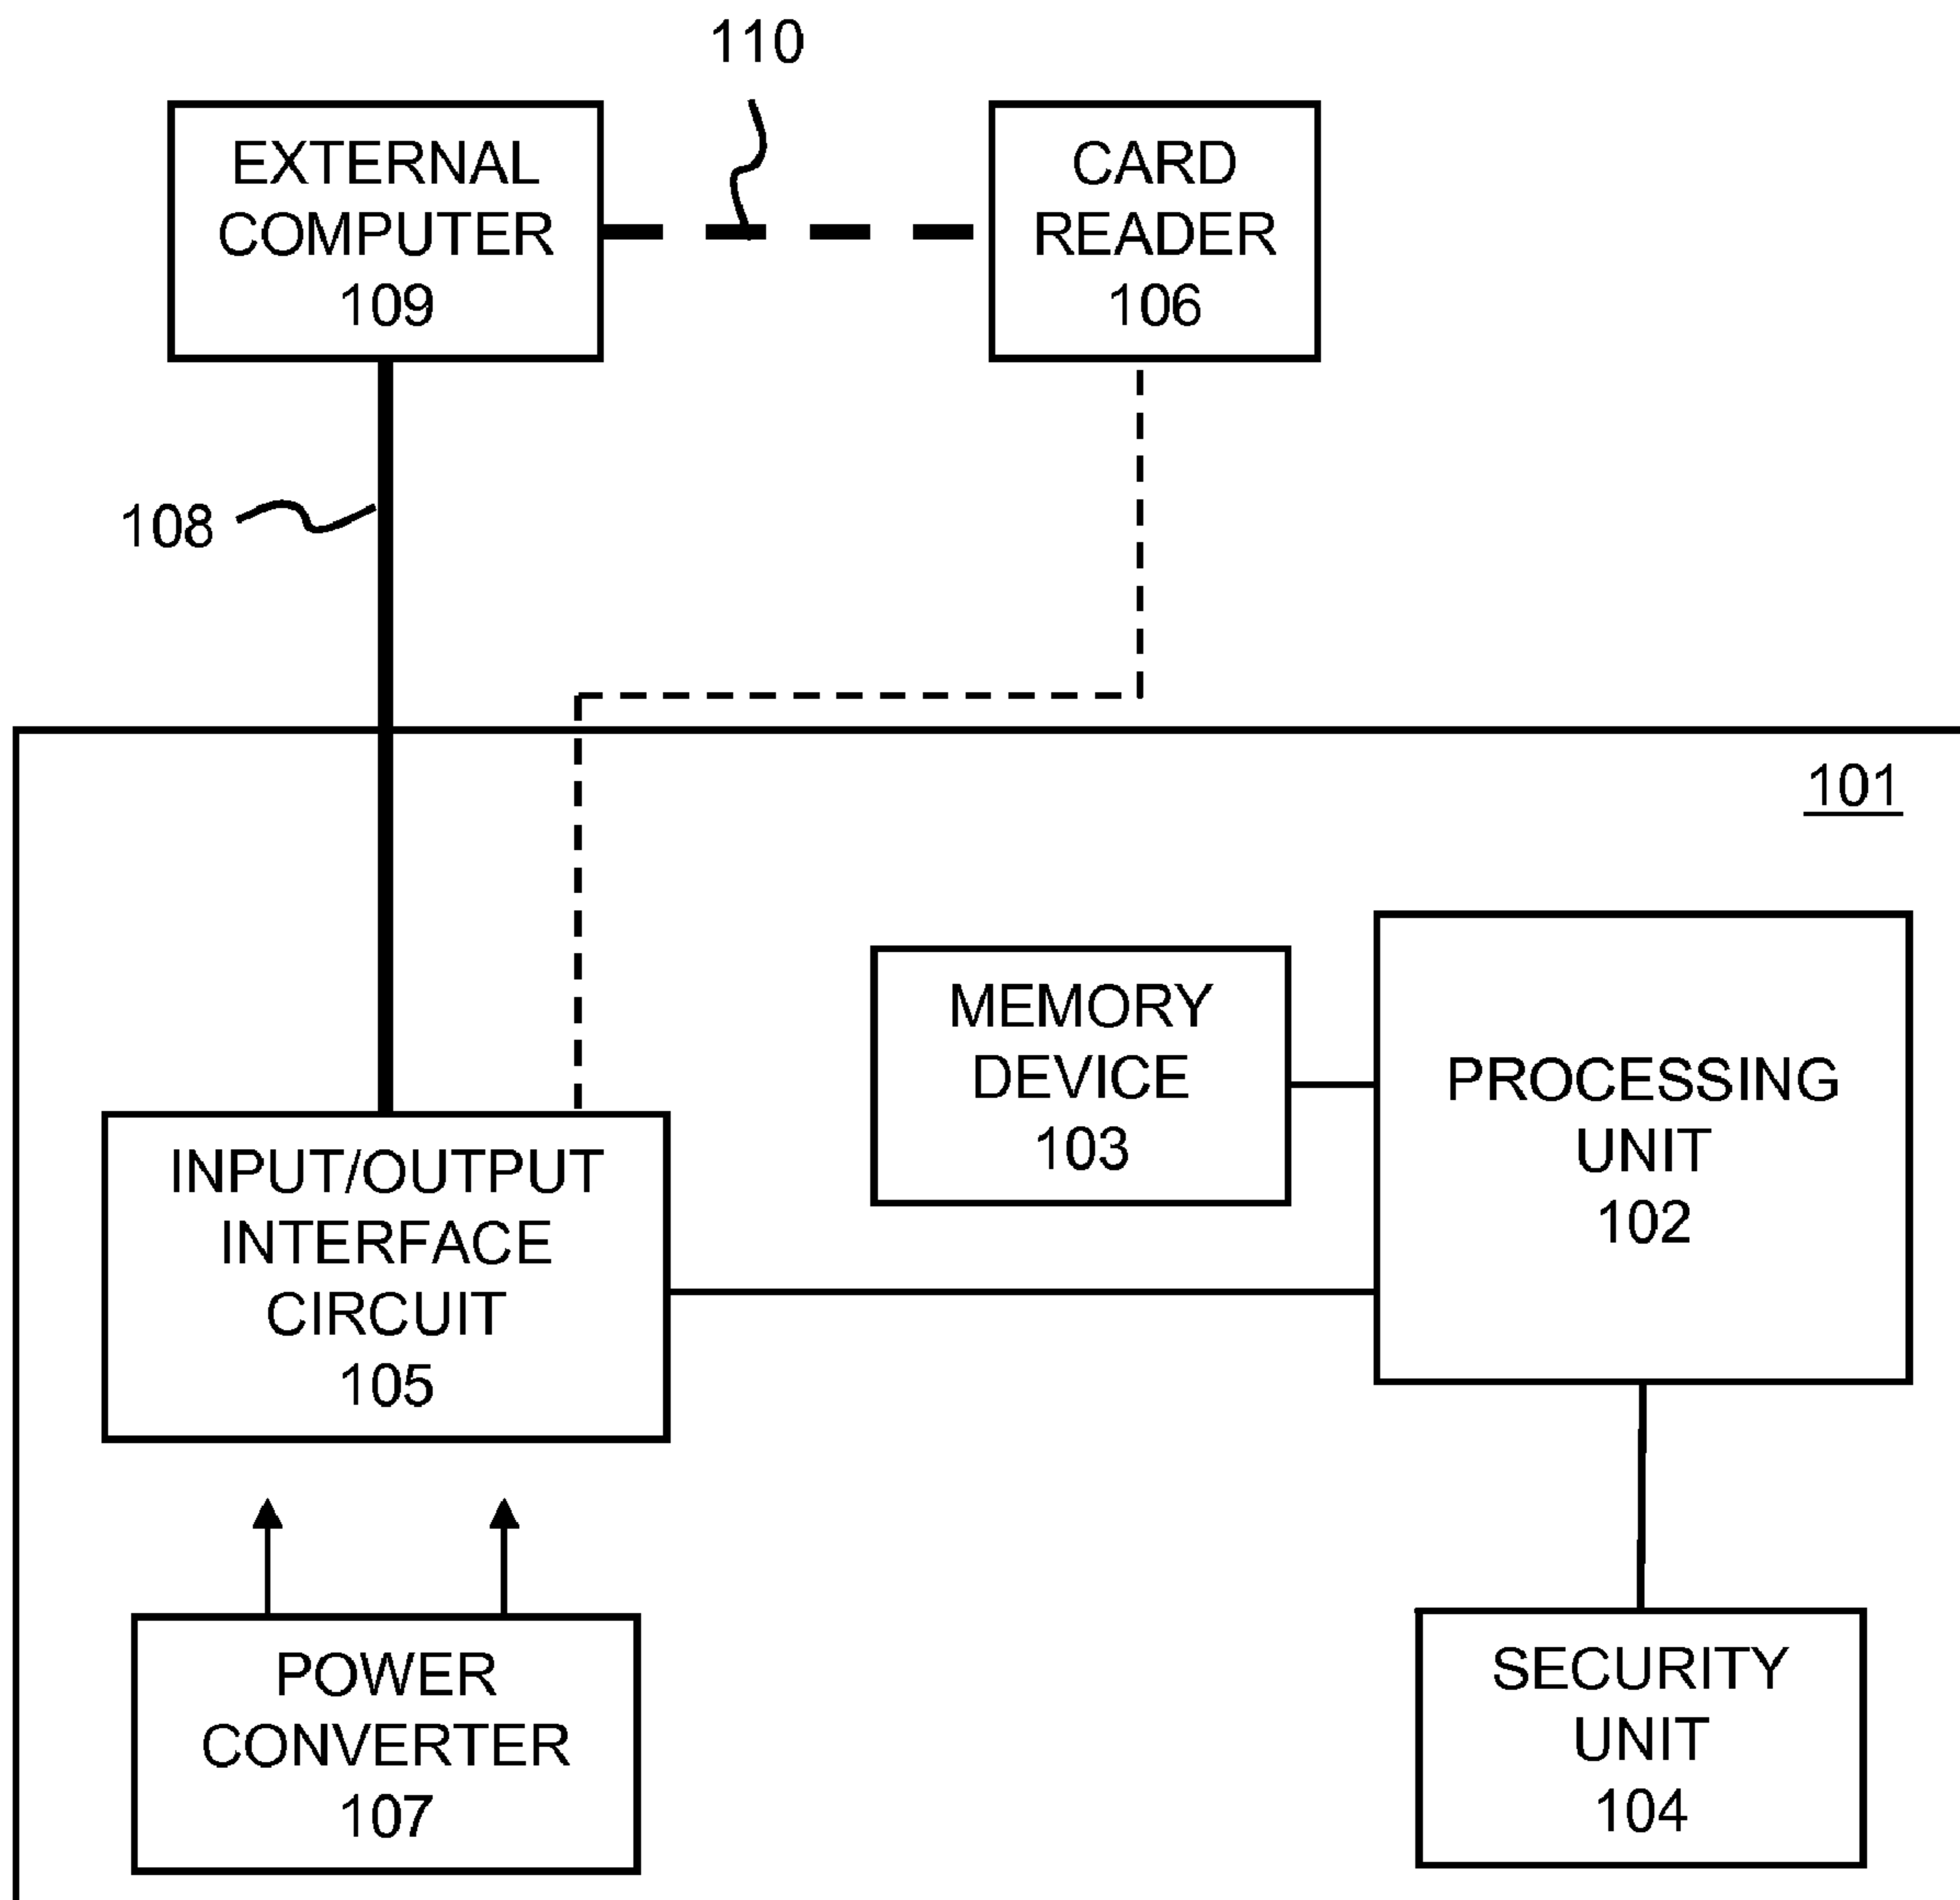 110
EXTERNAL
COMPUTER
109
CARD
READER
106
108
101
MEMORY
DEVICE
103
PROCESSING
UNIT
102
INPUT/OUTPUT
INTERFACE
CIRCUIT
105
POWER
CONVERTER
107
SECURITY
UNIT
104